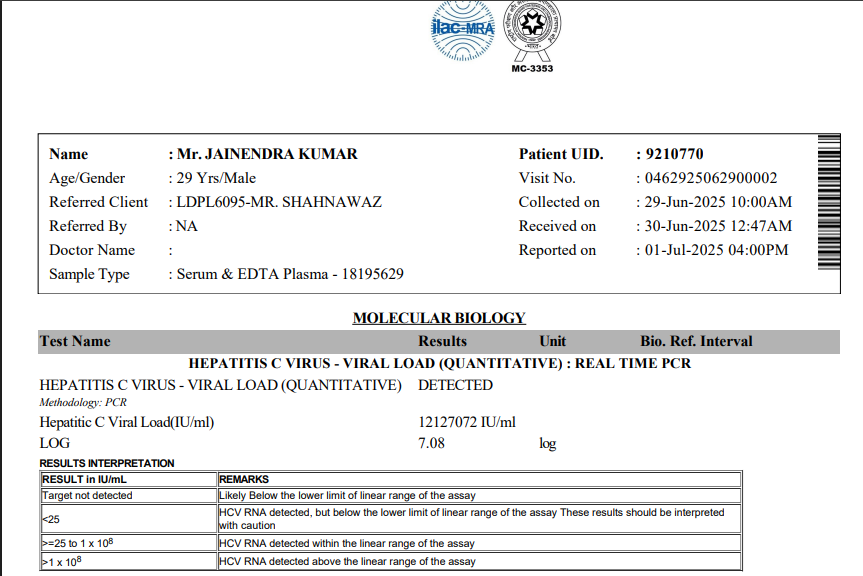 ilac-MRA
MC-3353
Name : Mr. JAINENDRA KUMAR Patient UID. : 9210770
Age/Gender : 29 Yrs/Male Visit No. : 0462925062900002
Referred Client : LDPL6095-MR. SHAHNAWAZ Collected on : 29-Jun-2025 10:00AM
Referred By : NA Received on : 30-Jun-2025 12:47AM
Doctor Name : Reported on : 01-Jul-2025 04:00PM
Sample Type : Serum & EDTA Plasma - 18195629
MOLECULAR BIOLOGY
Test Name Results Unit Bio. Ref. Interval
HEPATITIS C VIRUS - VIRAL LOAD (QUANTITATIVE) : REAL TIME PCR
HEPATITIS C VIRUS - VIRAL LOAD (QUANTITATIVE) DETECTED
Methodology: PCR
Hepatitic C Viral Load(IU/ml) 12127072 IU/ml
LOG 7.08 log
RESULTS INTERPRETATION
RESULT in IU/mL REMARKS
Target not detected Likely Below the lower limit of linear range of the assay
<25 HCV RNA detected, but below the lower limit of linear range of the assay These results should be interpreted
with caution
>=25 to 1 x 10⁸ HCV RNA detected within the linear range of the assay
>1 x 10⁸ HCV RNA detected above the linear range of the assay